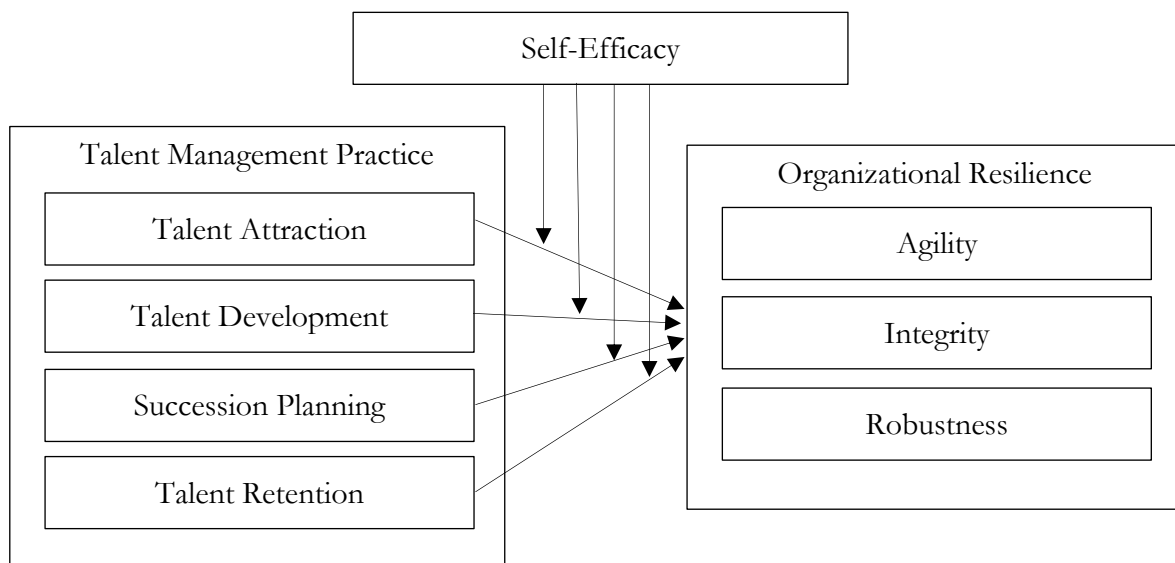 Self-Efficacy
Talent Management Practice
Talent Attraction
Talent Development
Succession Planning
Talent Retention
Organizational Resilience
Agility
Integrity
Robustness